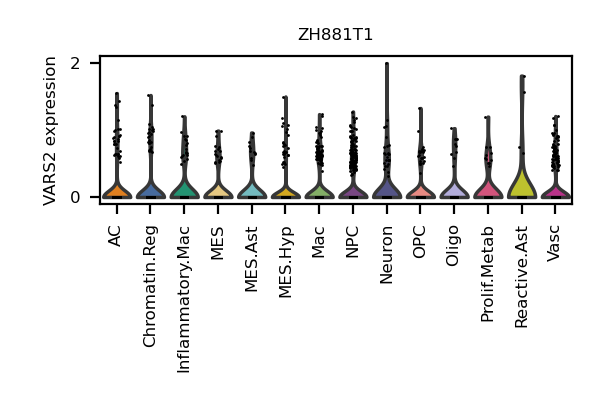 ZH881T1
VARS2 expression
2
0
AC
Chromatin.Reg
Inflammatory.Mac
MES
MES.Ast
MES.Hyp
Mac
NPC
Neuron
OPC
Oligo
Prolif.Metab
Reactive.Ast
Vasc